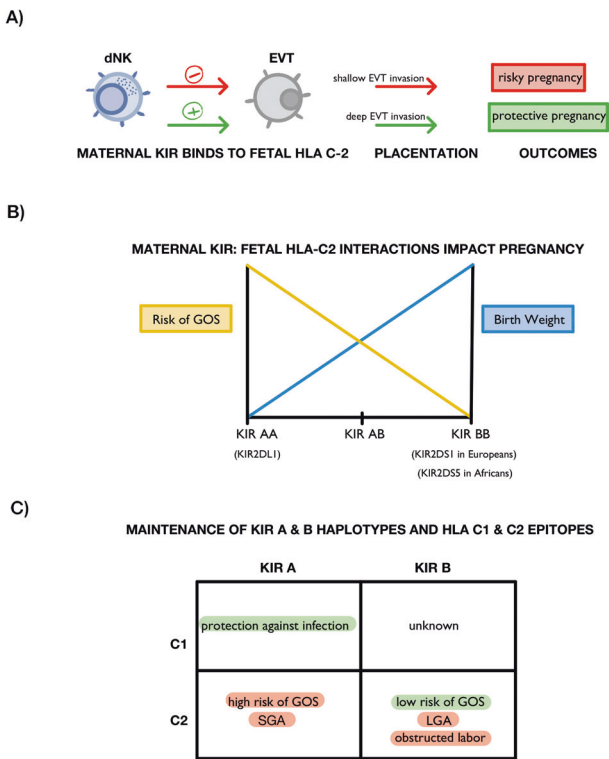 A)
dNK
EVT
−
+
shallow EVT invasion
deep EVT invasion
risky pregnancy
protective pregnancy
MATERNAL KIR BINDS TO FETAL HLA C-2
PLACENTATION
OUTCOMES
B)
MATERNAL KIR: FETAL HLA-C2 INTERACTIONS IMPACT PREGNANCY
Risk of GOS
Birth Weight
KIR AA
KIR AB
KIR BB
(KIR2DL1)
(KIR2DS1 in Europeans)
(KIR2DS5 in Africans)
C)
MAINTENANCE OF KIR A & B HAPLOTYPES AND HLA C1 & C2 EPITOPES
KIR A
KIR B
C1
protection against infection
unknown
C2
high risk of GOS
SGA
low risk of GOS
LGA
obstructed labor